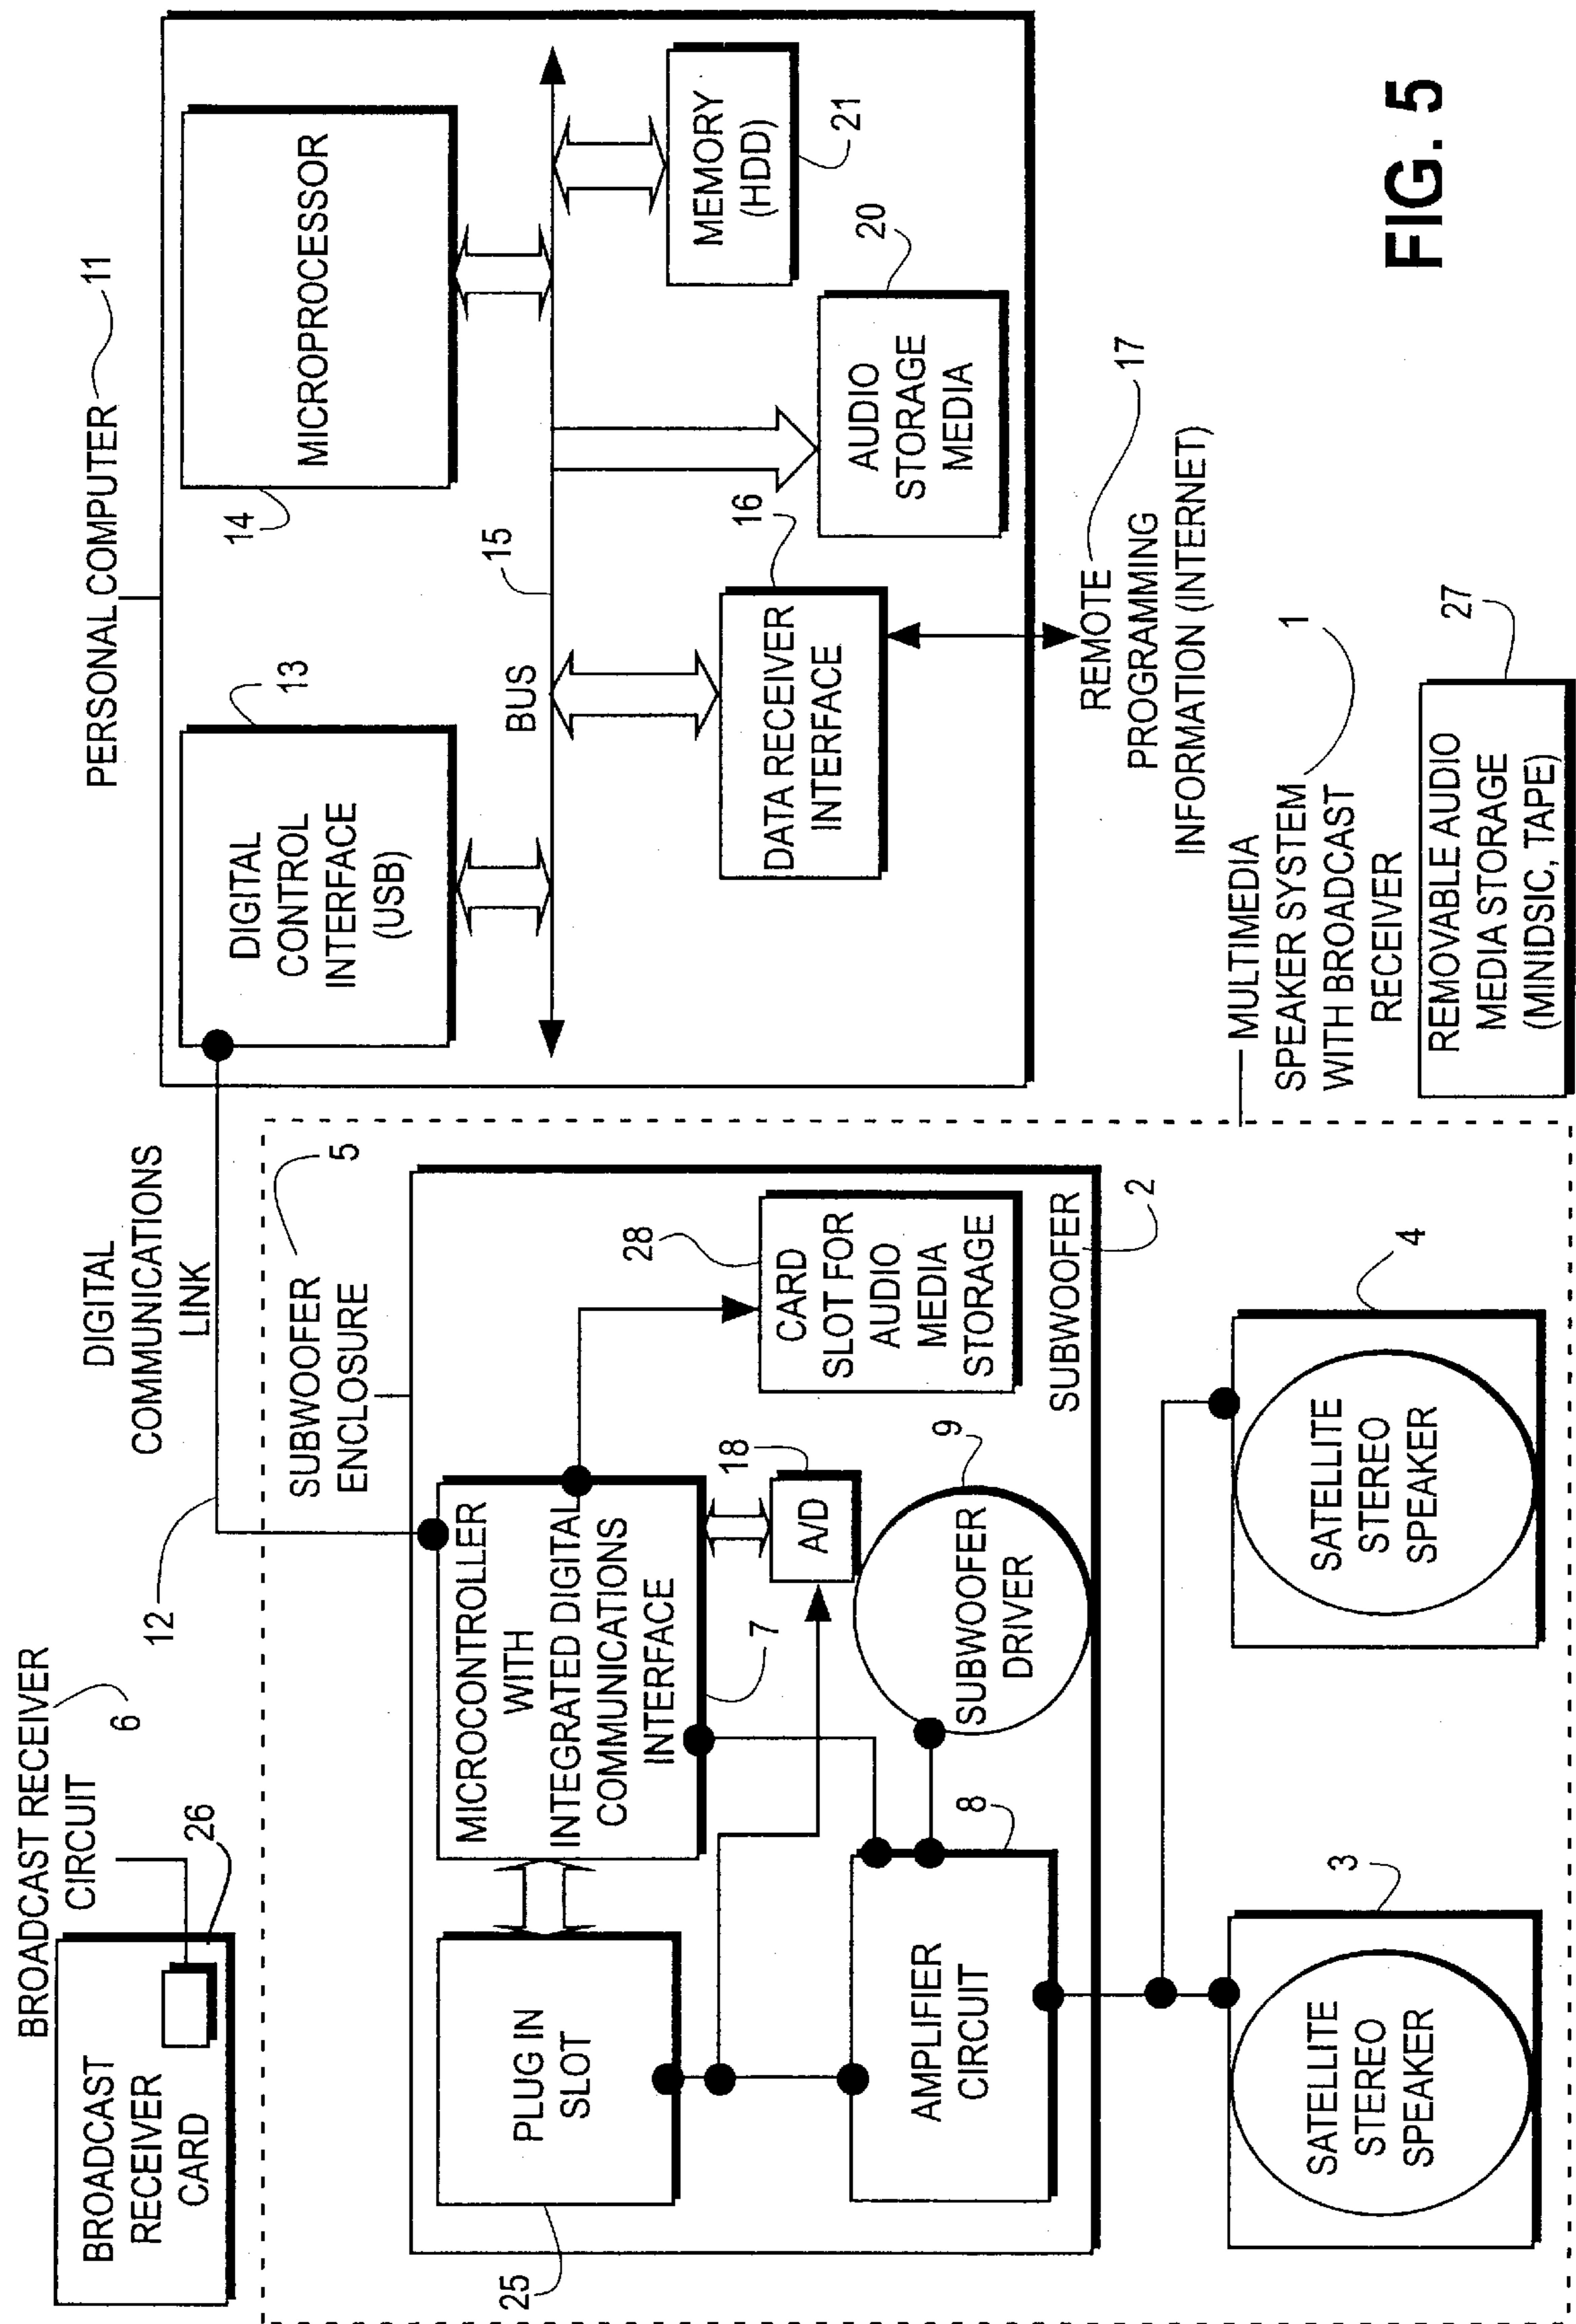 BROADCAST RECEIVER
CIRCUIT
6
BROADCAST
RECEIVER
CARD
26
12
DIGITAL
COMMUNICATIONS
LINK
PERSONAL COMPUTER
11
SUBWOOFER
ENCLOSURE
5
PLUG IN
SLOT
25
MICROCONTROLLER
WITH
INTEGRATED DIGITAL
COMMUNICATIONS
INTERFACE
7
28
CARD
SLOT FOR
AUDIO
MEDIA
STORAGE
A/D
18
SUBWOOFER
DRIVER
9
AMPLIFIER
CIRCUIT
8
SUBWOOFER
2
SATELLITE
STEREO
SPEAKER
3
SATELLITE
STEREO
SPEAKER
4
DIGITAL
CONTROL
INTERFACE
(USB)
13
MICROPROCESSOR
14
BUS
15
DATA RECEIVER
INTERFACE
16
AUDIO
STORAGE
MEDIA
20
MEMORY
(HDD)
21
REMOTE
PROGRAMMING
INFORMATION (INTERNET)
17
MULTIMEDIA
SPEAKER SYSTEM
WITH BROADCAST
RECEIVER
1
REMOVABLE AUDIO
MEDIA STORAGE
(MINIDSIC, TAPE)
27
FIG. 5